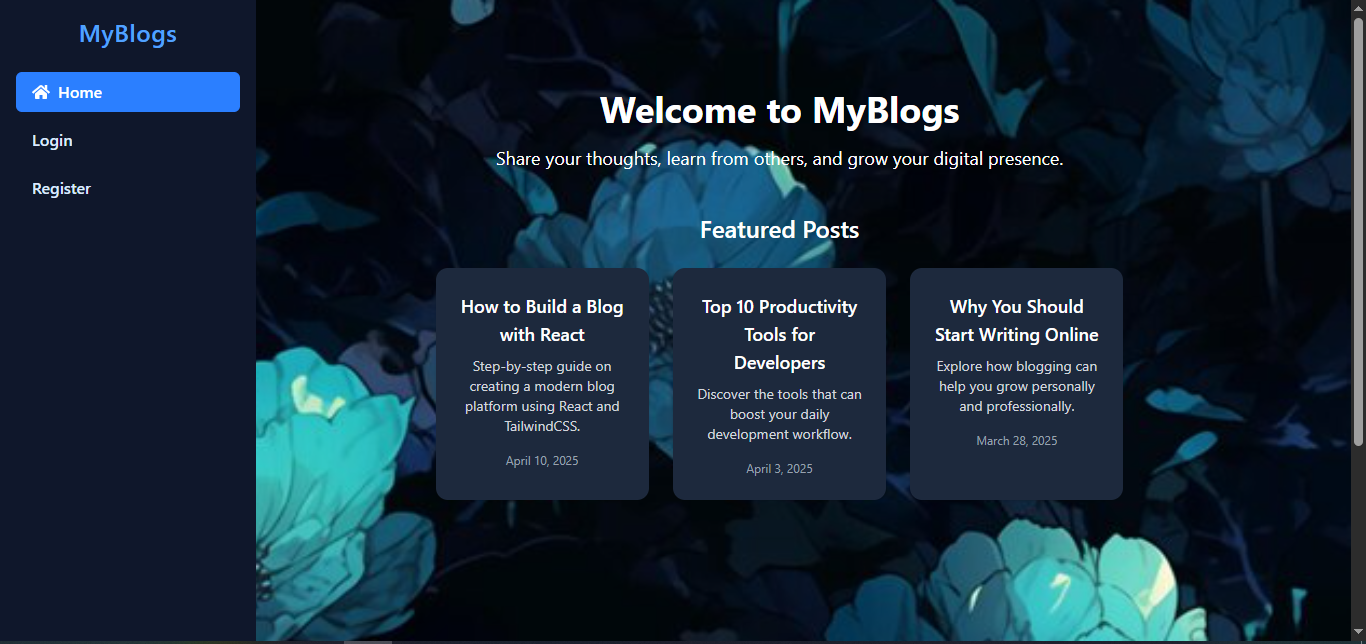 MyBlogs
Home
Login
Register
Welcome to MyBlogs
Share your thoughts, learn from others, and grow your digital presence.
Featured Posts
How to Build a Blog
with React
Step-by-step guide on
creating a modern blog
platform using React and
TailwindCSS.
April 10, 2025
Top 10 Productivity
Tools for
Developers
Discover the tools that can
boost your daily
development workflow.
April 3, 2025
Why You Should
Start Writing Online
Explore how blogging can
help you grow personally
and professionally.
March 28, 2025